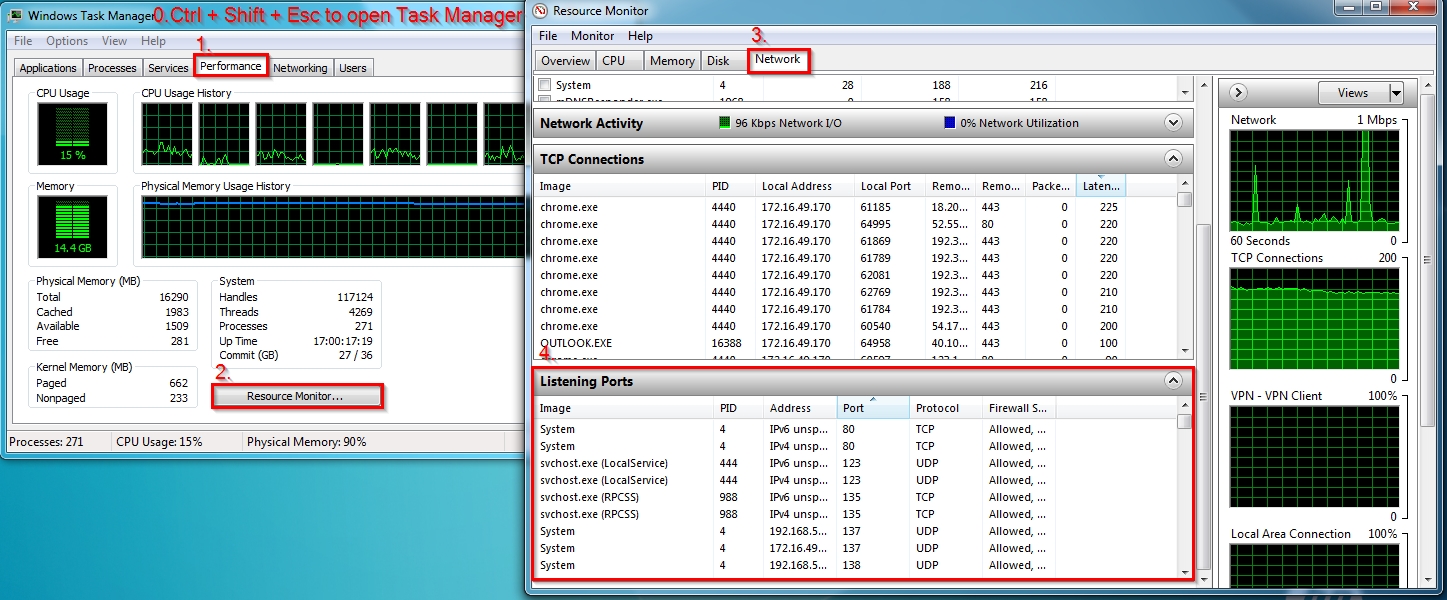 Windows Task Manager
0.Ctrl + Shift + Esc to open Task Manager
File Options View Help
1.
Applications Processes Services Performance Networking Users
CPU Usage
CPU Usage History
15 %
Memory
Physical Memory Usage History
14.4 GB
Physical Memory (MB)
Total 16290
Cached 1983
Available 1509
Free 281
System
Handles 117124
Threads 4269
Processes 271
Up Time 17:00:17:19
Commit (GB) 27 / 36
Kernel Memory (MB)
Paged 662
Nonpaged 233
2.
Resource Monitor...
Processes: 271 CPU Usage: 15% Physical Memory: 90%
Resource Monitor
File Monitor Help
3.
Overview CPU Memory Disk Network
System 4 28 188 216
Network Activity 96 Kbps Network I/O 0% Network Utilization
TCP Connections
Image PID Local Address Local Port Remo... Remo... Packe... Laten...
chrome.exe 4440 172.16.49.170 61185 18.20... 443 0 225
chrome.exe 4440 172.16.49.170 64995 52.55... 80 0 220
chrome.exe 4440 172.16.49.170 61869 192.3... 443 0 220
chrome.exe 4440 172.16.49.170 61789 192.3... 443 0 220
chrome.exe 4440 172.16.49.170 62081 192.3... 443 0 220
chrome.exe 4440 172.16.49.170 62769 192.3... 443 0 210
chrome.exe 4440 172.16.49.170 61784 192.3... 443 0 210
chrome.exe 4440 172.16.49.170 60540 54.17... 443 0 200
OUTLOOK.EXE 16388 172.16.49.170 64958 40.10... 443 0 100
4.
Listening Ports
Image PID Address Port Protocol Firewall S...
System 4 IPv6 unsp... 80 TCP Allowed, ...
System 4 IPv4 unsp... 80 TCP Allowed, ...
svchost.exe (LocalService) 444 IPv6 unsp... 123 UDP Allowed, ...
svchost.exe (LocalService) 444 IPv4 unsp... 123 UDP Allowed, ...
svchost.exe (RPCSS) 988 IPv6 unsp... 135 TCP Allowed, ...
svchost.exe (RPCSS) 988 IPv4 unsp... 135 TCP Allowed, ...
System 4 192.168.5... 137 UDP Allowed, ...
System 4 172.16.49... 137 UDP Allowed, ...
System 4 192.168.5... 138 UDP Allowed, ...
Views
Network 1 Mbps
60 Seconds 0
TCP Connections 200
0
VPN - VPN Client 100%
0
Local Area Connection 100%